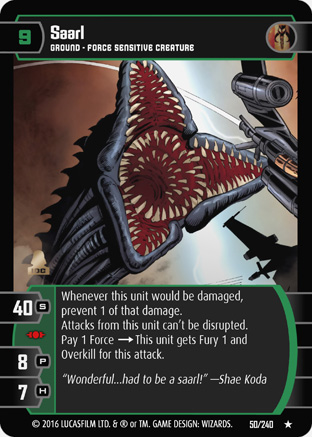 9
Saarl
GROUND - FORCE SENSITIVE CREATURE
40 S
Whenever this unit would be damaged,
prevent 1 of that damage.
Attacks from this unit can't be disrupted.
Pay 1 Force → This unit gets Fury 1 and
Overkill for this attack.
8 P
"Wonderful...had to be a saarl!" —Shae Koda
7 H
© 2016 LUCASFILM LTD. & ® or TM. GAME DESIGN: WIZARDS. 50/240 ★